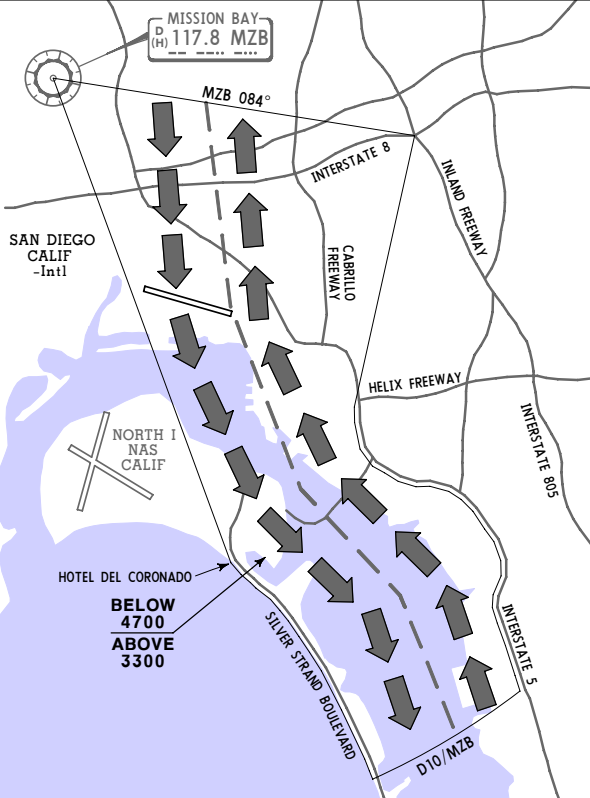 MISSION BAY
D
(H) 117.8 MZB
MZB 084°
INTERSTATE 8
INLAND FREEWAY
SAN DIEGO
CALIF
-Intl
CABRILLO
FREEWAY
HELIX FREEWAY
INTERSTATE 805
NORTH I
NAS
CALIF
HOTEL DEL CORONADO
BELOW
4700
ABOVE
3300
SILVER STRAND BOULEVARD
INTERSTATE 5
D10/MZB